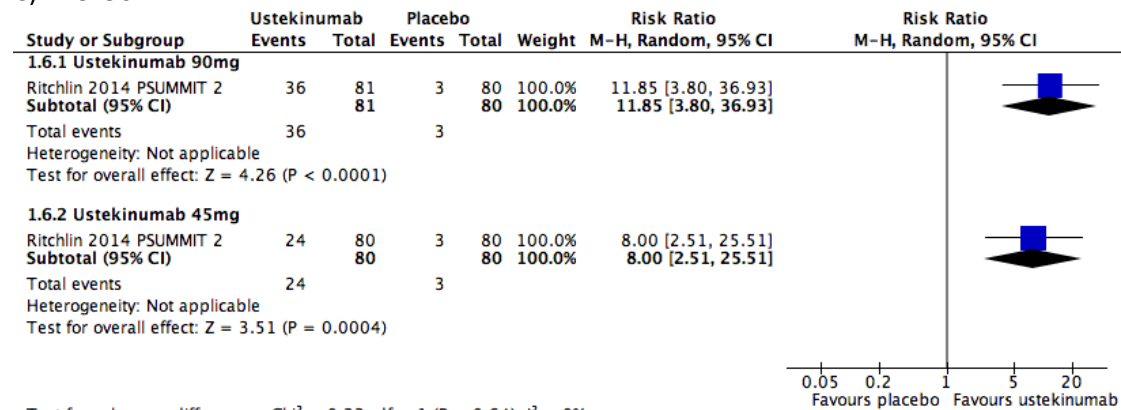 Ustekinumab Placebo Risk Ratio Risk Ratio
Study or Subgroup Events Total Events Total Weight M-H, Random, 95% CI M-H, Random, 95% CI
1.6.1 Ustekinumab 90mg
Ritchlin 2014 PSUMMIT 2 36 81 3 80 100.0% 11.85 [3.80, 36.93]
Subtotal (95% CI) 81 80 100.0% 11.85 [3.80, 36.93]
Total events 36 3
Heterogeneity: Not applicable
Test for overall effect: Z = 4.26 (P < 0.0001)
1.6.2 Ustekinumab 45mg
Ritchlin 2014 PSUMMIT 2 24 80 3 80 100.0% 8.00 [2.51, 25.51]
Subtotal (95% CI) 80 80 100.0% 8.00 [2.51, 25.51]
Total events 24 3
Heterogeneity: Not applicable
Test for overall effect: Z = 3.51 (P = 0.0004)
0.05 0.2 1 5 20
Favours placebo Favours ustekinumab